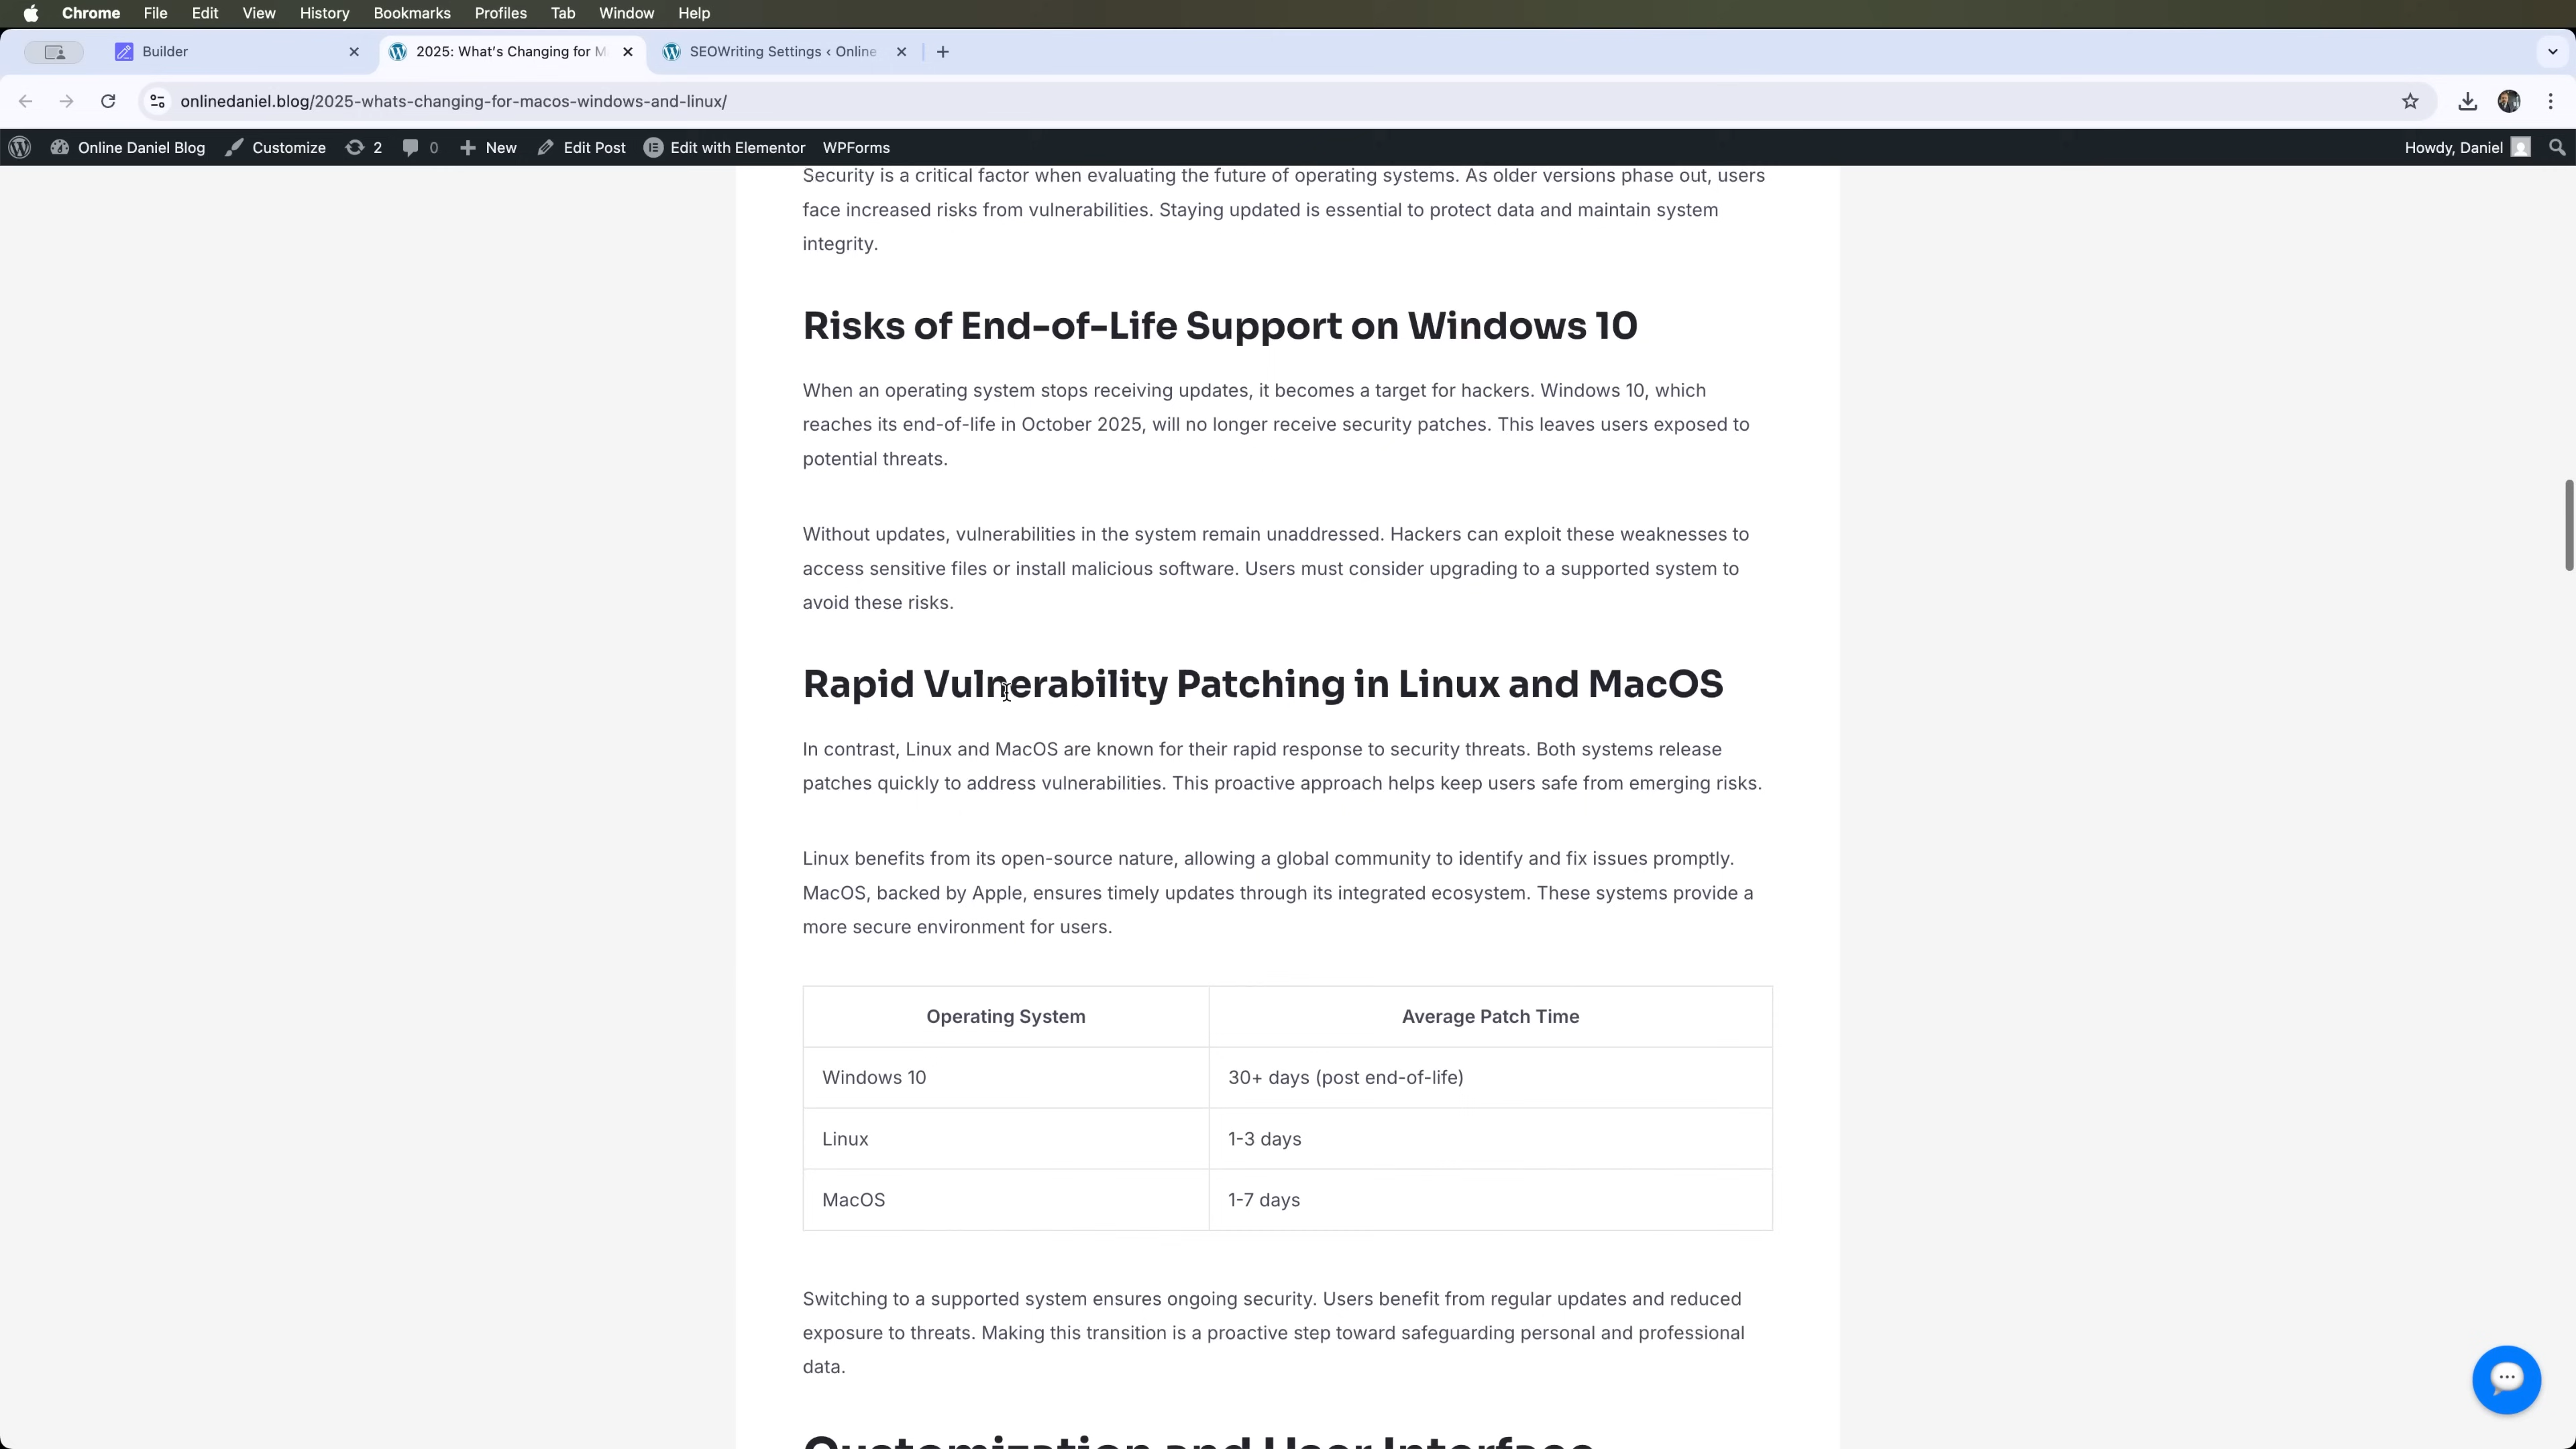 Chrome File Edit View History Bookmarks Profiles Tab Window Help
Builder
2025: What's Changing for M
SEOWriting Settings ‹ Online
onlinedaniel.blog/2025-whats-changing-for-macos-windows-and-linux/
Online Daniel Blog Customize 2 0 New Edit Post Edit with Elementor WPForms Howdy, Daniel
Security is a critical factor when evaluating the future of operating systems. As older versions phase out, users
face increased risks from vulnerabilities. Staying updated is essential to protect data and maintain system
integrity.
Risks of End-of-Life Support on Windows 10
When an operating system stops receiving updates, it becomes a target for hackers. Windows 10, which
reaches its end-of-life in October 2025, will no longer receive security patches. This leaves users exposed to
potential threats.
Without updates, vulnerabilities in the system remain unaddressed. Hackers can exploit these weaknesses to
access sensitive files or install malicious software. Users must consider upgrading to a supported system to
avoid these risks.
Rapid Vulnerability Patching in Linux and MacOS
In contrast, Linux and MacOS are known for their rapid response to security threats. Both systems release
patches quickly to address vulnerabilities. This proactive approach helps keep users safe from emerging risks.
Linux benefits from its open-source nature, allowing a global community to identify and fix issues promptly.
MacOS, backed by Apple, ensures timely updates through its integrated ecosystem. These systems provide a
more secure environment for users.
Operating System Average Patch Time
Windows 10 30+ days (post end-of-life)
Linux 1-3 days
MacOS 1-7 days
Switching to a supported system ensures ongoing security. Users benefit from regular updates and reduced
exposure to threats. Making this transition is a proactive step toward safeguarding personal and professional
data.
Customization and User Interface